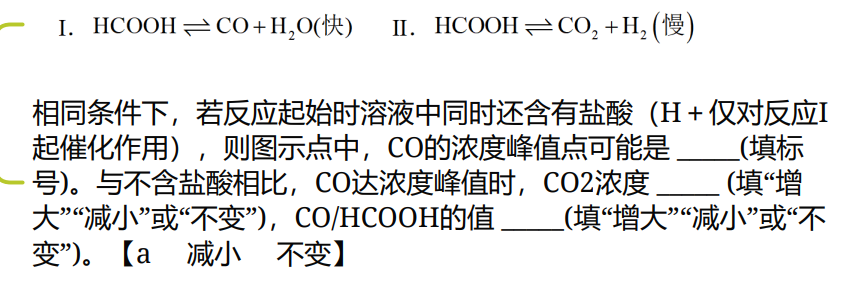 I. HCOOH⇌CO+H₂O(快) II. HCOOH⇌CO₂+H₂(慢)
相同条件下，若反应起始时溶液中同时还含有盐酸（H＋仅对反应I
起催化作用），则图示点中，CO的浓度峰值点可能是 _____(填标
号)。与不含盐酸相比，CO达浓度峰值时，CO2浓度 _____ (填“增
大”“减小”或“不变”)，CO/HCOOH的值 _____(填“增大”“减小”或“不
变”)。【a 减小 不变】